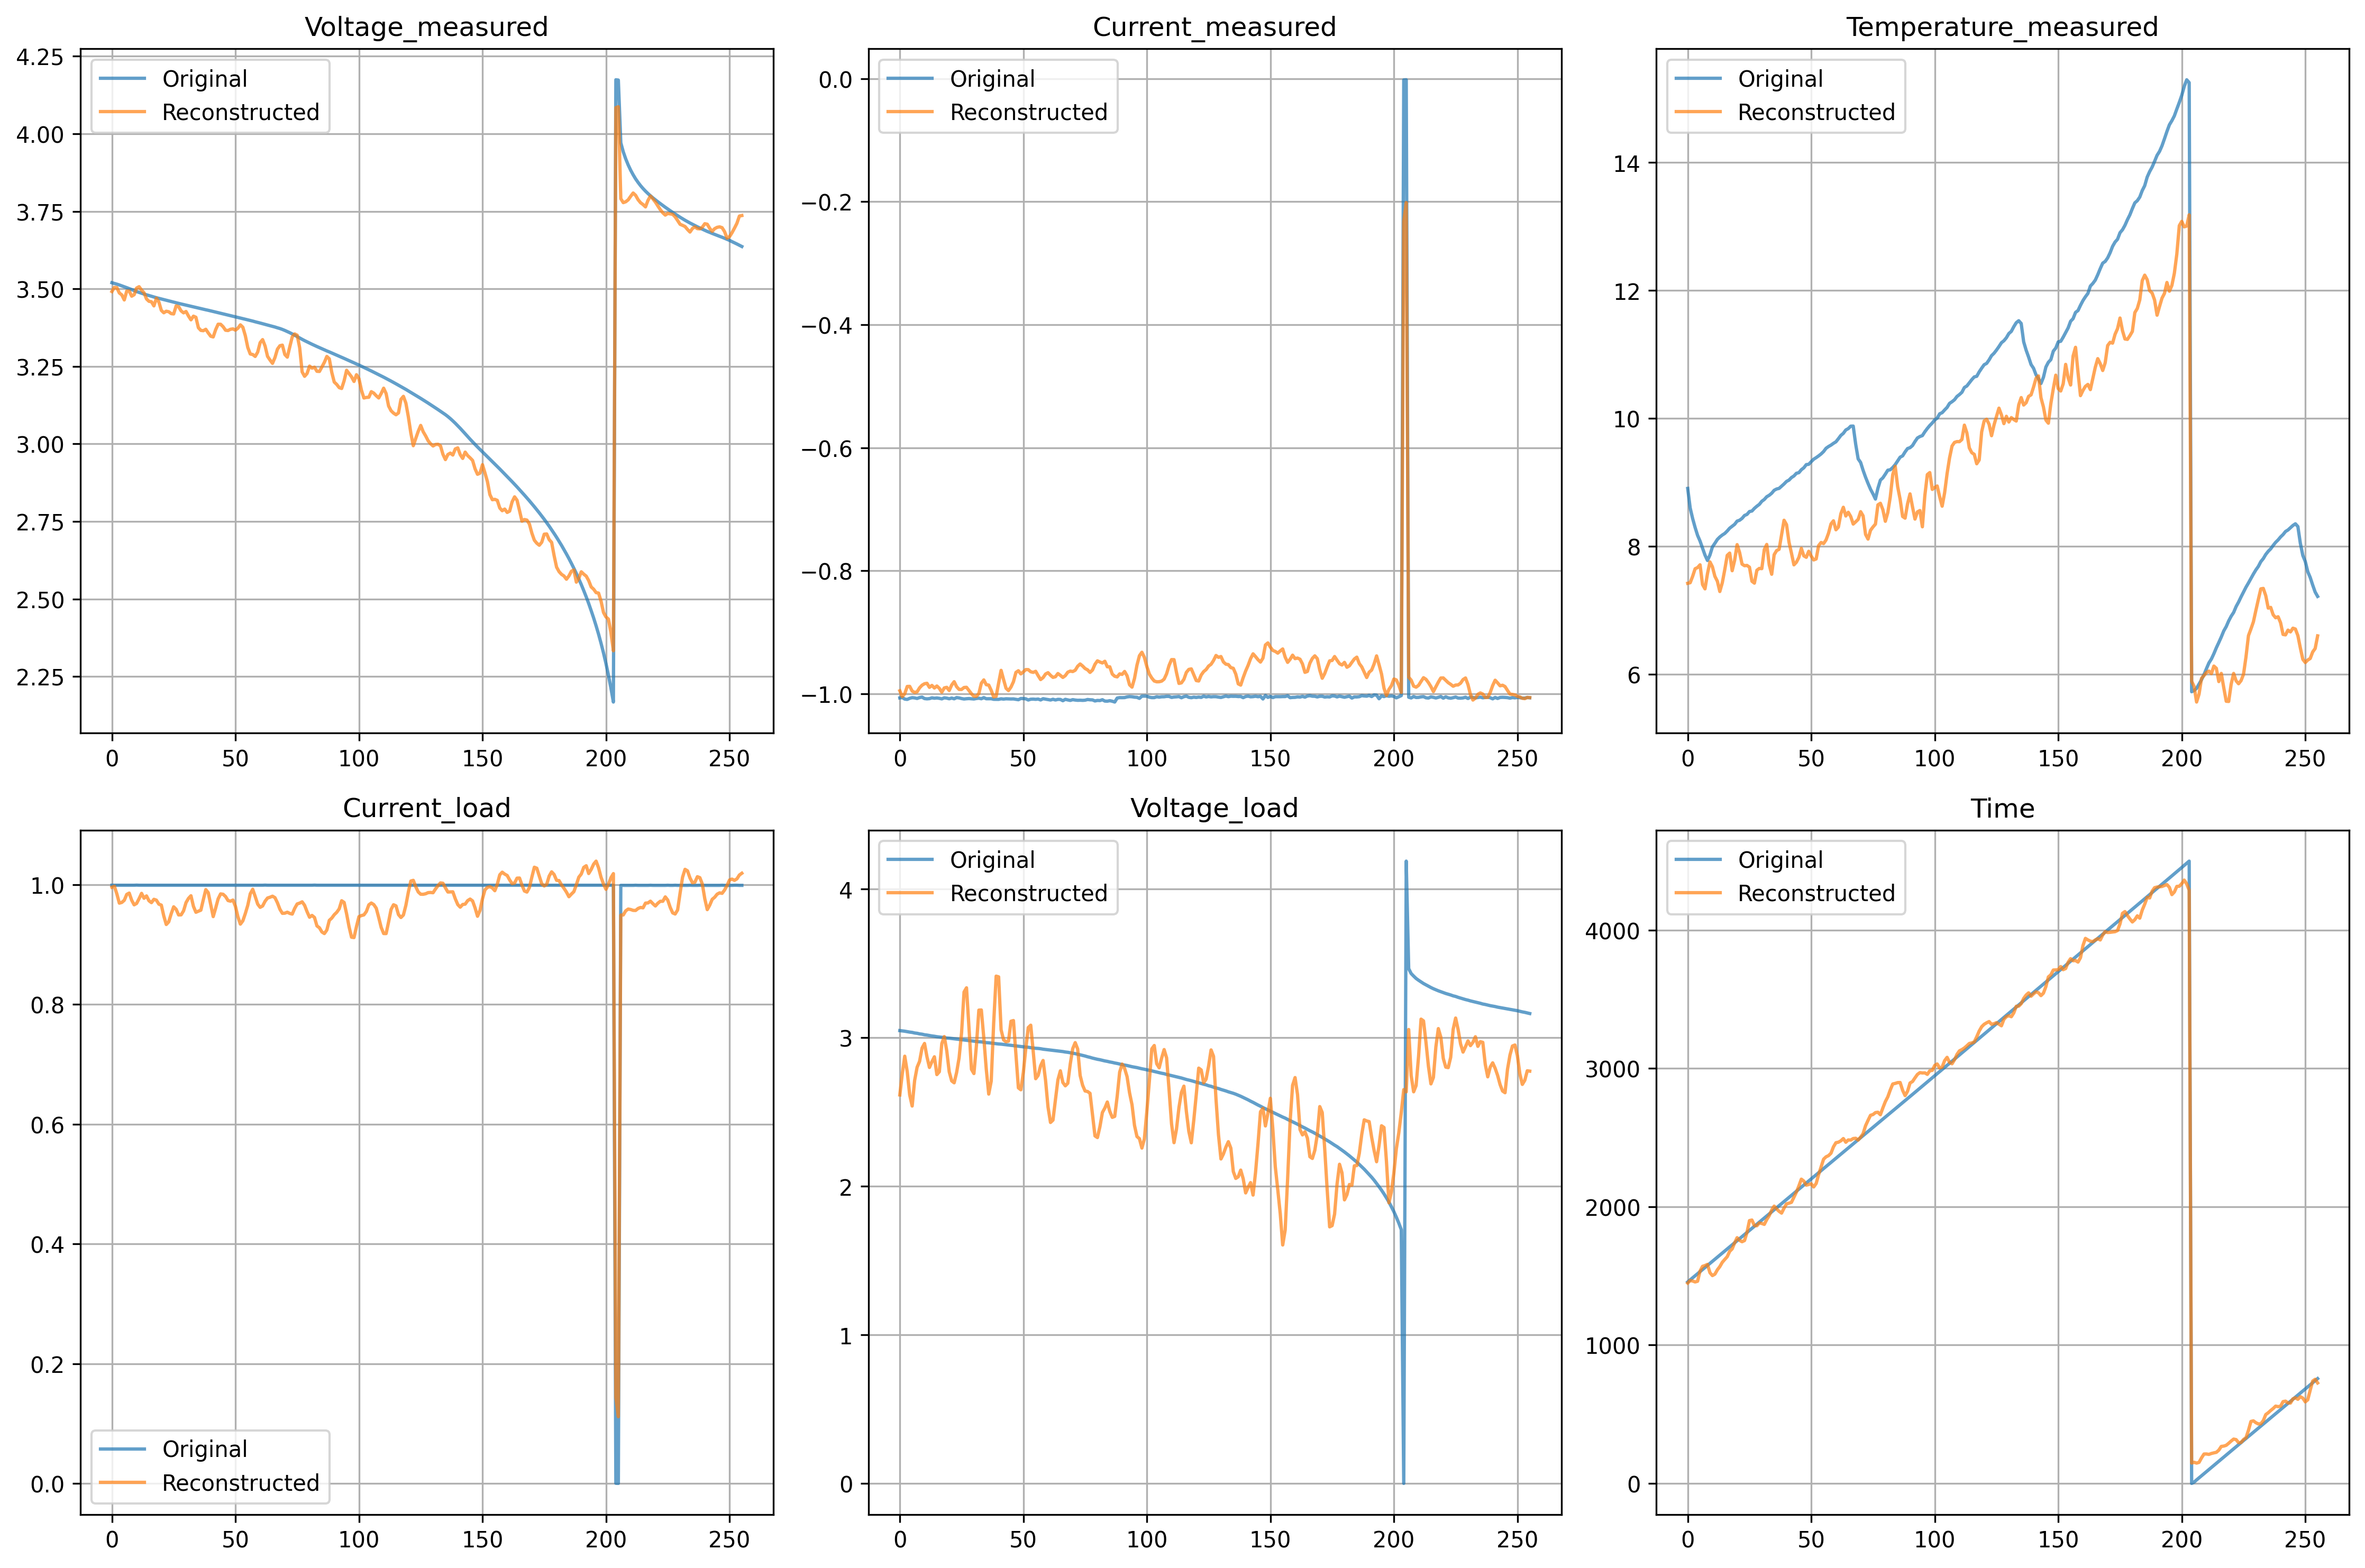 Voltage_measured
4.25
4.00
3.75
3.50
3.25
3.00
2.75
2.50
2.25
0 50 100 150 200 250
Original
Reconstructed
Current_measured
0.0
−0.2
−0.4
−0.6
−0.8
−1.0
0 50 100 150 200 250
Original
Reconstructed
Temperature_measured
14
12
10
8
6
0 50 100 150 200 250
Original
Reconstructed
Current_load
1.0
0.8
0.6
0.4
0.2
0.0
0 50 100 150 200 250
Original
Reconstructed
Voltage_load
4
3
2
1
0
0 50 100 150 200 250
Original
Reconstructed
Time
4000
3000
2000
1000
0
0 50 100 150 200 250
Original
Reconstructed